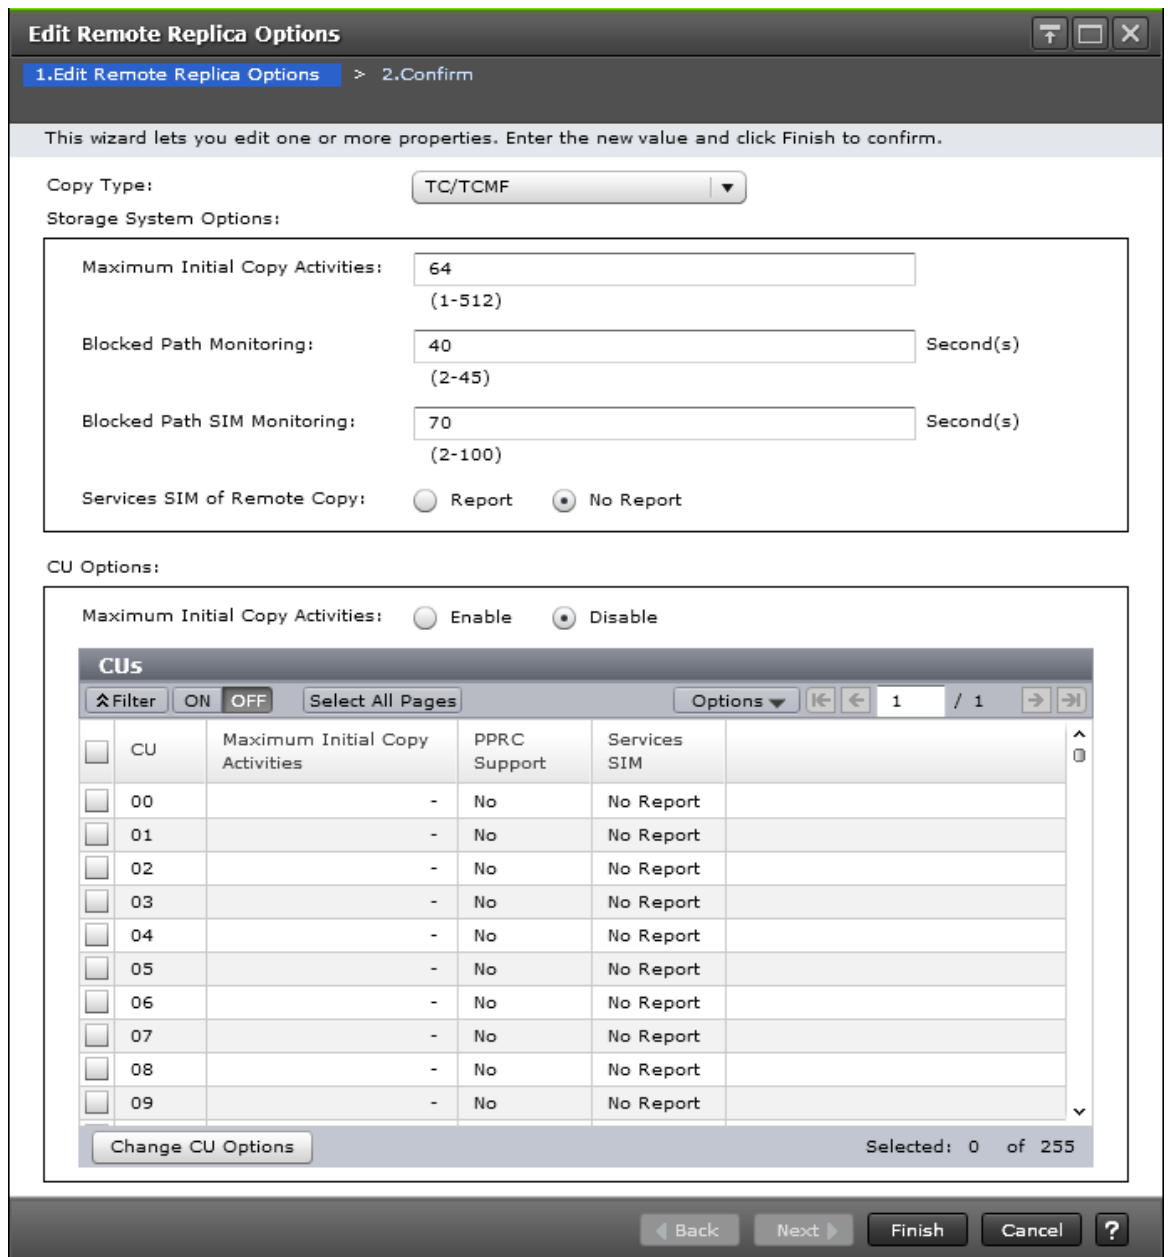 Edit Remote Replica Options
1.Edit Remote Replica Options > 2.Confirm
This wizard lets you edit one or more properties. Enter the new value and click Finish to confirm.
Copy Type: TC/TCMF
Storage System Options:
Maximum Initial Copy Activities: 64
(1-512)
Blocked Path Monitoring: 40 Second(s)
(2-45)
Blocked Path SIM Monitoring: 70 Second(s)
(2-100)
Services SIM of Remote Copy: Report No Report
CU Options:
Maximum Initial Copy Activities: Enable Disable
CUs
Filter ON OFF Select All Pages Options 1 / 1
CU Maximum Initial Copy Activities PPRC Support Services SIM
00 - No No Report
01 - No No Report
02 - No No Report
03 - No No Report
04 - No No Report
05 - No No Report
06 - No No Report
07 - No No Report
08 - No No Report
09 - No No Report
Change CU Options Selected: 0 of 255
Back Next Finish Cancel ?